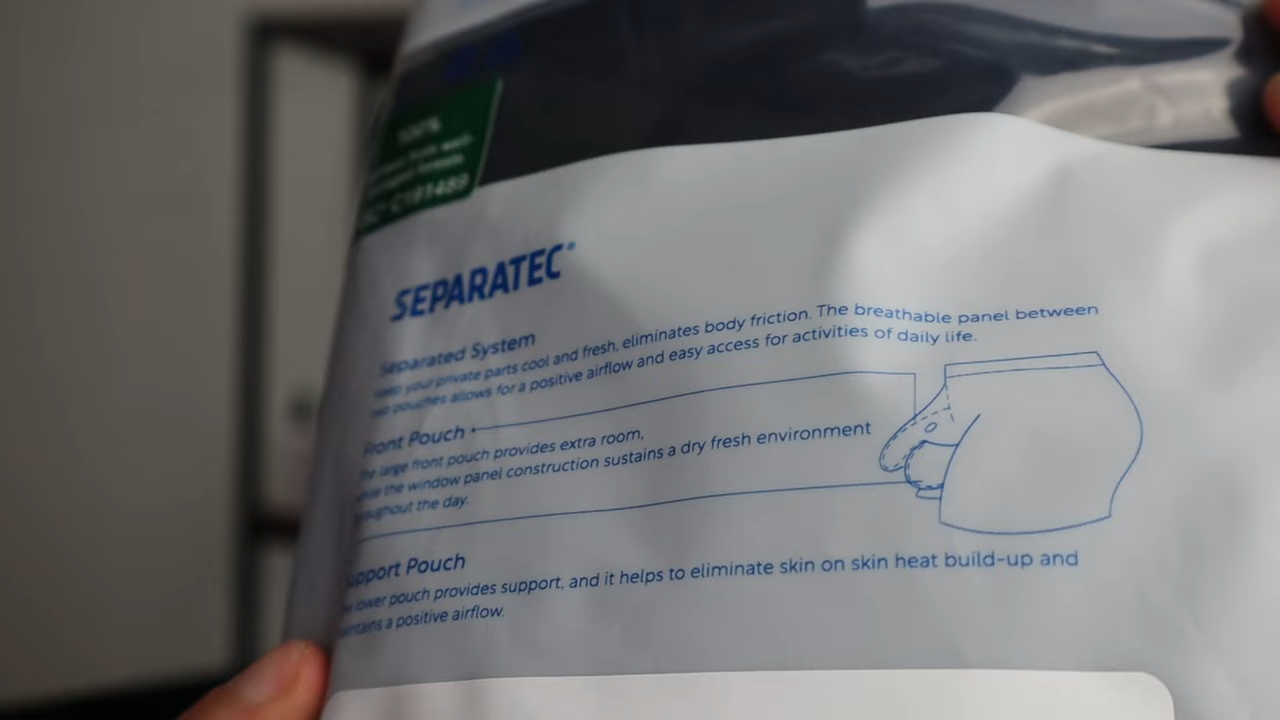 100%
C191489
SEPARATEC®
Separated System
Keep your private parts cool and fresh, eliminates body friction. The breathable panel between
two pouches allows for a positive airflow and easy access for activities of daily life.
Front Pouch
The large front pouch provides extra room,
while the window panel construction sustains a dry fresh environment
throughout the day.
Support Pouch
lower pouch provides support, and it helps to eliminate skin on skin heat build-up and
maintains a positive airflow.